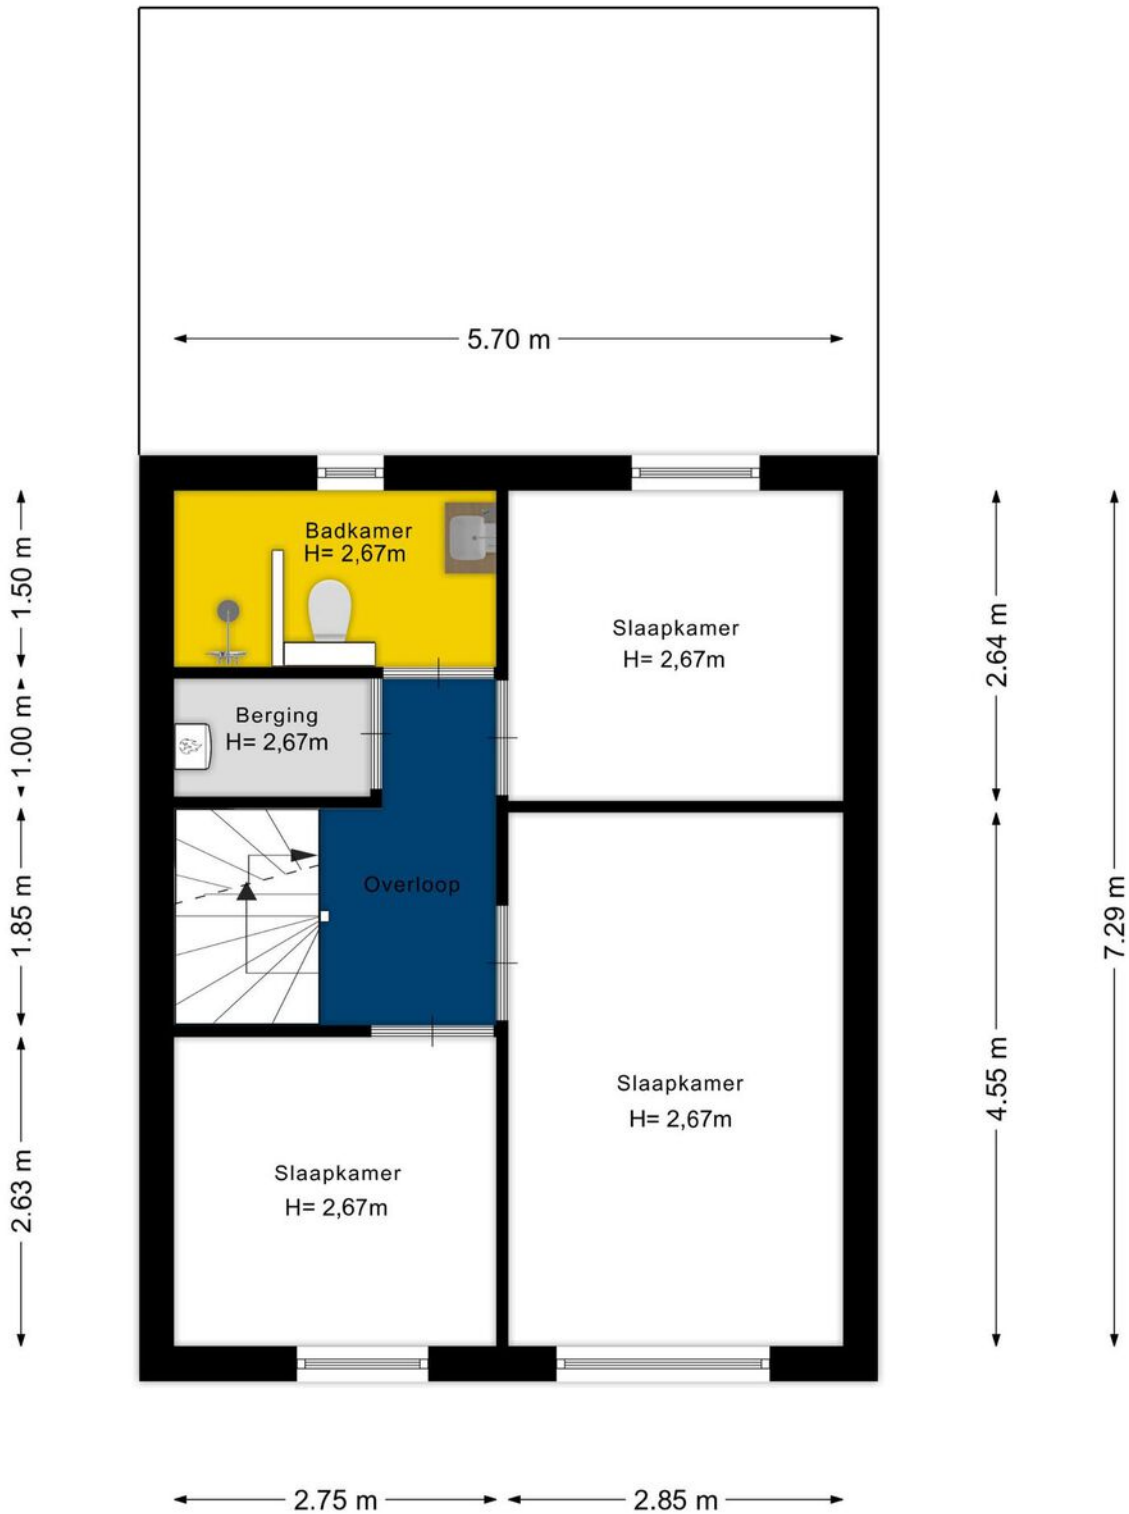 5.70 m
Badkamer
H= 2,67m
1.50 m
Slaapkamer
H= 2,67m
2.64 m
Berging
H= 2,67m
1.00 m
Overloop
1.85 m
7.29 m
4.55 m
Slaapkamer
H= 2,67m
Slaapkamer
H= 2,67m
2.63 m
2.75 m
2.85 m